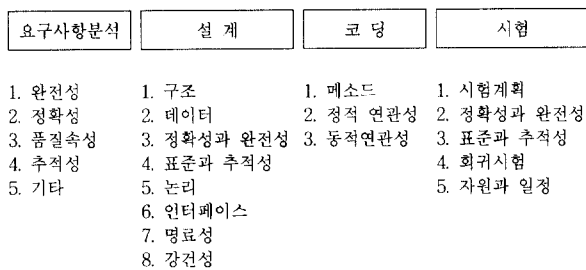 요구사항분석
1. 완전성
2. 정확성
3. 품질속성
4. 추적성
5. 기타
설 계
1. 구조
2. 데이터
3. 정확성과 완전성
4. 표준과 추적성
5. 논리
6. 인터페이스
7. 명료성
8. 강건성
코 딩
1. 메소드
2. 정적 연관성
3. 동적연관성
시험
1. 시험계획
2. 정확성과 완전성
3. 표준과 추적성
4. 회귀시험
5. 자원과 일정